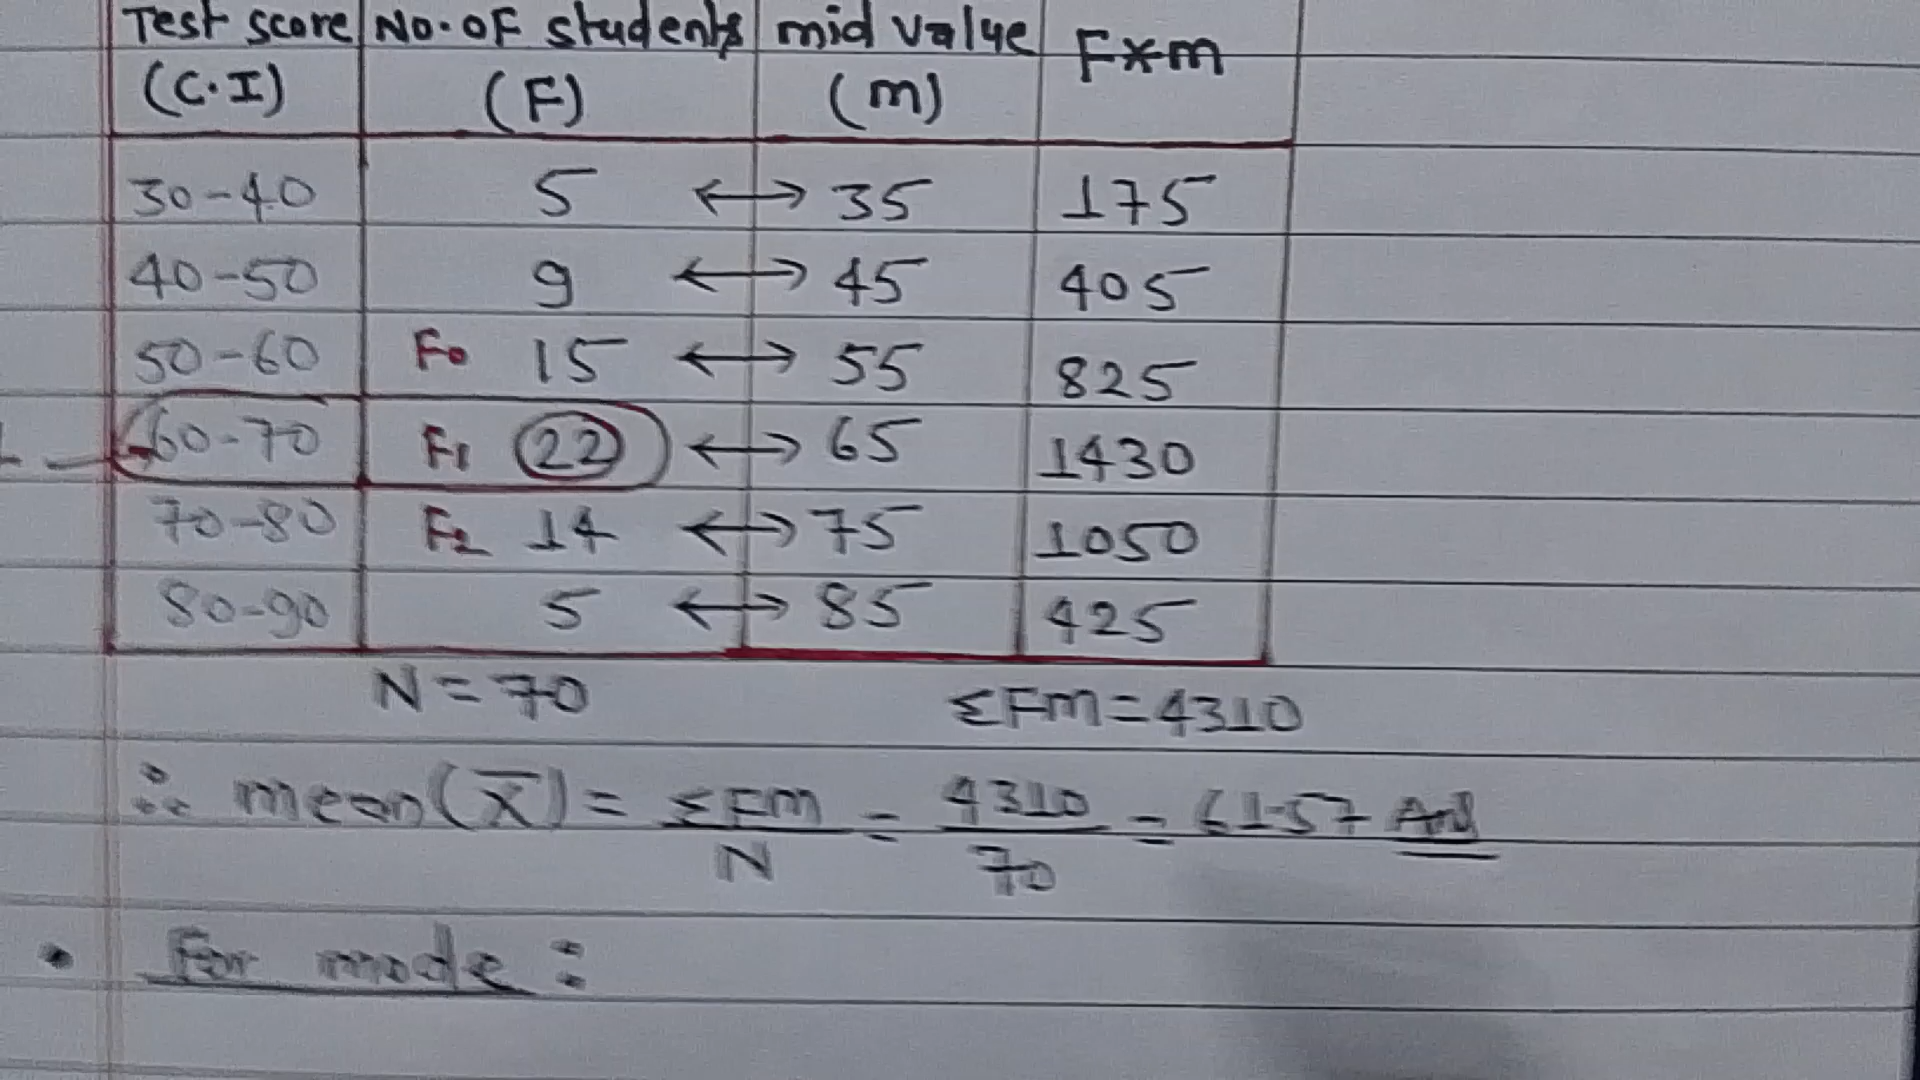 Test score No. of students mid value F*m
(C.I) (F) (m)
30-40 5 ↔ 35 175
40-50 9 ↔ 45 405
50-60 F0 15 ↔ 55 825
60-70 F1 22 ↔ 65 1430
70-80 F2 14 ↔ 75 1050
80-90 5 ↔ 85 425
N = 70 ΣFM = 4310
∴ mean (X̄) = ΣFM / N = 4310 / 70 = 61.57 Ans
• For mode :